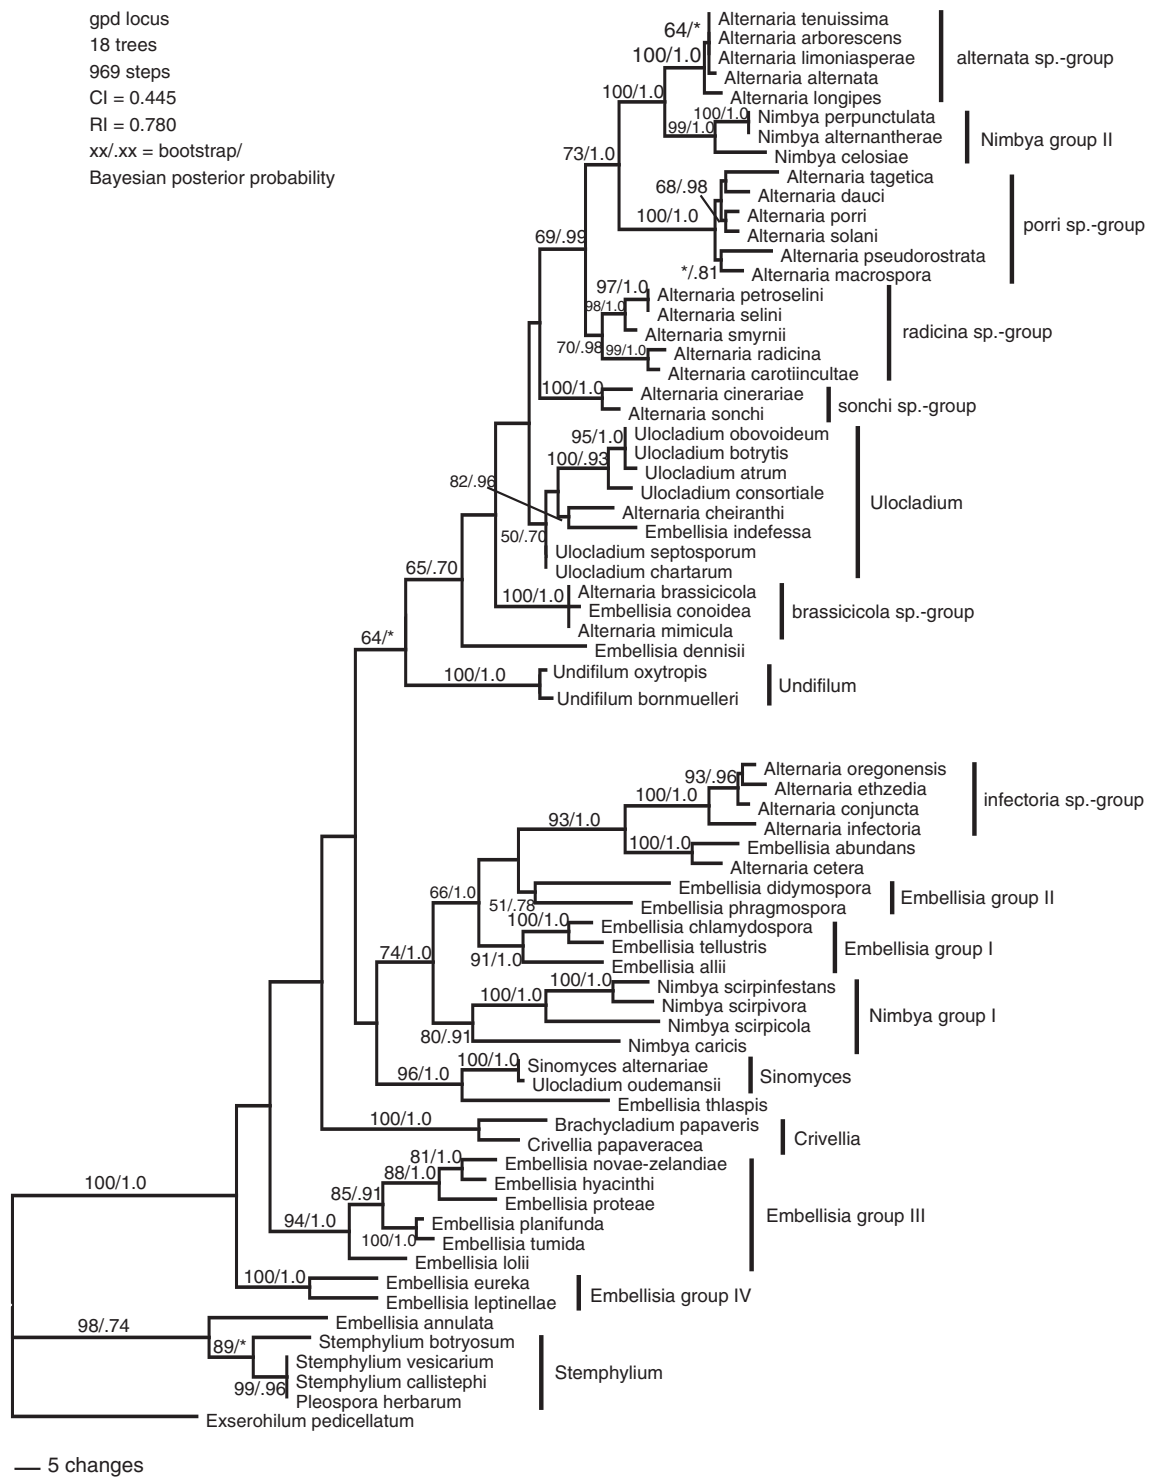 gpd locus
18 trees
969 steps
CI = 0.445
RI = 0.780
xx/.xx = bootstrap/
Bayesian posterior probability
Alternaria tenuissima
64/*
Alternaria arborescens
100/1.0
Alternaria limoniasperae
alternata sp.-group
Alternaria alternata
100/1.0
Alternaria longipes
100/1.0
Nimbya perpunctulata
99/1.0
Nimbya alternantherae
Nimbya group II
73/1.0
Nimbya celosiae
Alternaria tagetica
68/.98
Alternaria dauci
100/1.0
Alternaria porri
porri sp.-group
69/.99
Alternaria solani
Alternaria pseudorostrata
*/.81
Alternaria macrospora
97/1.0
Alternaria petroselini
98/1.0
Alternaria selini
Alternaria smyrnii
radicina sp.-group
70/.98
99/1.0
Alternaria radicina
Alternaria carotiincultae
100/1.0
Alternaria cinerariae
sonchi sp.-group
Alternaria sonchi
95/1.0
Ulocladium obovoideum
Ulocladium botrytis
100/.93
Ulocladium atrum
82/.96
Ulocladium consortiale
Ulocladium
Alternaria cheiranthi
50/.70
Embellisia indefessa
Ulocladium septosporum
65/.70
Ulocladium chartarum
100/1.0
Alternaria brassicicola
Embellisia conoidea
brassicicola sp.-group
64/*
Alternaria mimicula
Embellisia dennisii
100/1.0
Undifilum oxytropis
Undifilum
Undifilum bornmuelleri
93/.96
Alternaria oregonensis
Alternaria ethzedia
100/1.0
Alternaria conjuncta
infectoria sp.-group
93/1.0
Alternaria infectoria
100/1.0
Embellisia abundans
Alternaria cetera
66/1.0
Embellisia didymospora
Embellisia group II
51/.78
Embellisia phragmospora
100/1.0
Embellisia chlamydospora
74/1.0
Embellisia tellustris
Embellisia group I
91/1.0
Embellisia allii
100/1.0
Nimbya scirpinfestans
100/1.0
Nimbya scirpivora
Nimbya group I
Nimbya scirpicola
80/.91
Nimbya caricis
100/1.0
Sinomyces alternariae
96/1.0
Ulocladium oudemansii
Sinomyces
Embellisia thlaspis
100/1.0
Brachycladium papaveris
Crivellia
Crivellia papaveracea
81/1.0
Embellisia novae-zelandiae
88/1.0
Embellisia hyacinthi
100/1.0
85/.91
Embellisia proteae
94/1.0
Embellisia planifunda
Embellisia group III
100/1.0
Embellisia tumida
Embellisia lolii
100/1.0
Embellisia eureka
Embellisia group IV
Embellisia leptinellae
98/.74
Embellisia annulata
89/*
Stemphylium botryosum
Stemphylium vesicarium
Stemphylium
99/.96
Stemphylium callistephi
Pleospora herbarum
Exserohilum pedicellatum
5 changes